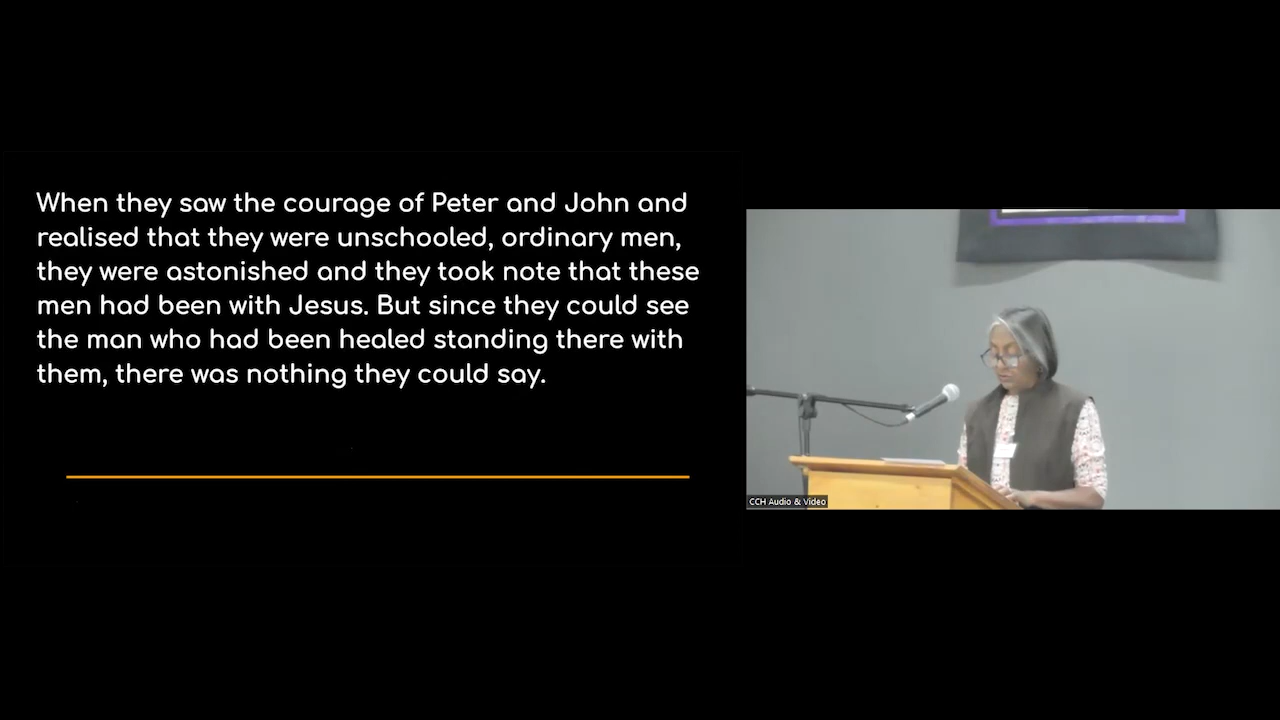 When they saw the courage of Peter and John and
realised that they were unschooled, ordinary men,
they were astonished and they took note that these
men had been with Jesus. But since they could see
the man who had been healed standing there with
them, there was nothing they could say.
CCH Audio & Video